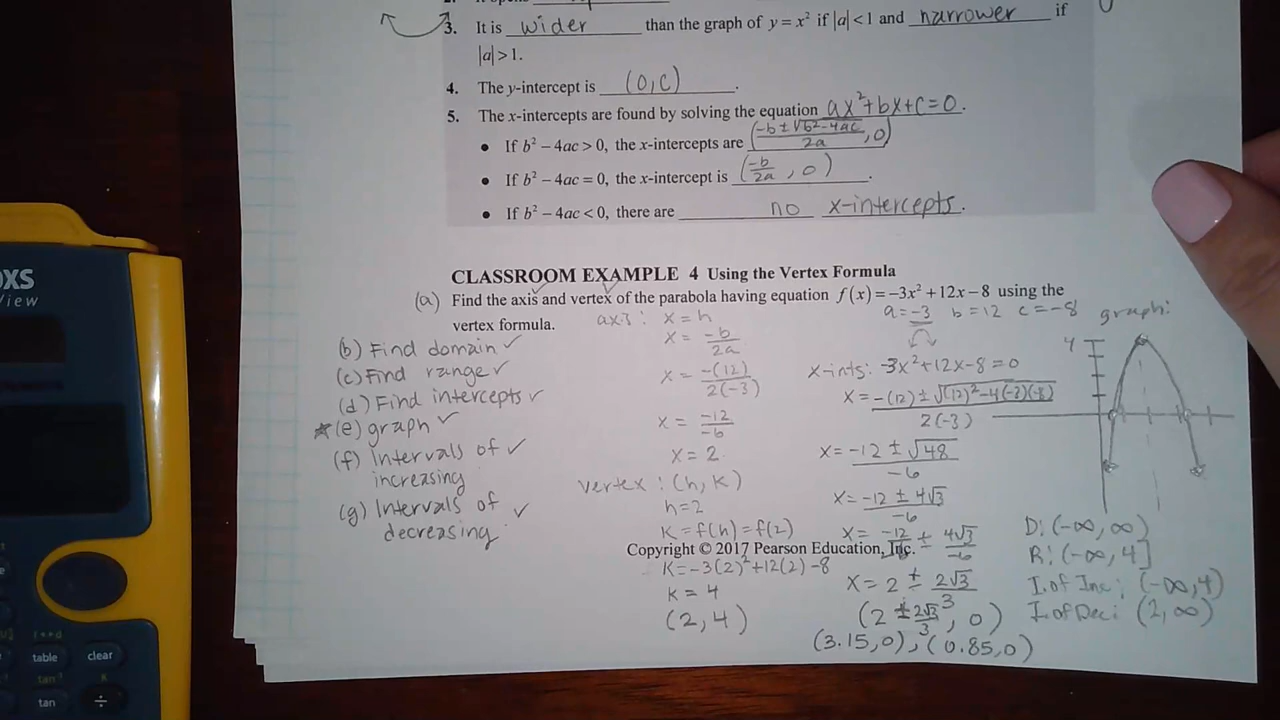 3. It is wider than the graph of y = x² if |a| < 1 and narrower if
|a| > 1.
4. The y-intercept is (0,c).
5. The x-intercepts are found by solving the equation ax²+bx+c=0.
• If b² − 4ac > 0, the x-intercepts are (-b ± √b²-4ac / 2a, 0)
• If b² − 4ac = 0, the x-intercept is (-b/2a, 0).
• If b² − 4ac < 0, there are no x-intercepts.
CLASSROOM EXAMPLE 4 Using the Vertex Formula
(a) Find the axis and vertex of the parabola having equation f(x) = −3x² + 12x − 8 using the
vertex formula.
(b) Find domain ✓
(c) Find range ✓
(d) Find intercepts ✓
(e) graph ✓
(f) Intervals of ✓
increasing
(g) Intervals of ✓
decreasing
axis: x = h
x = -b/2a
x = -(12)/2(-3)
x = -12/-6
x = 2
vertex: (h, k)
h=2
k=f(h)=f(2)
k=-3(2)²+12(2)-8
k = 4
(2,4)
a=-3 b=12 c=-8
x-ints: -3x²+12x-8=0
x= -(12) ± √(12)²-4(-3)(-8) / 2(-3)
x= -12 ± √48 / -6
x= -12 ± 4√3 / -6
x= -12/-6 ± 4√3/-6
x= 2 ± 2√3/3
(2 ± 2√3/3, 0)
(3.15,0), (0.85,0)
graph:
4
D: (-∞, ∞)
R: (-∞, 4]
I. of Inc: (-∞, 4)
I. of Dec: (2, ∞)
Copyright © 2017 Pearson Education, Inc.
table
clear
tan⁻¹
tan
÷